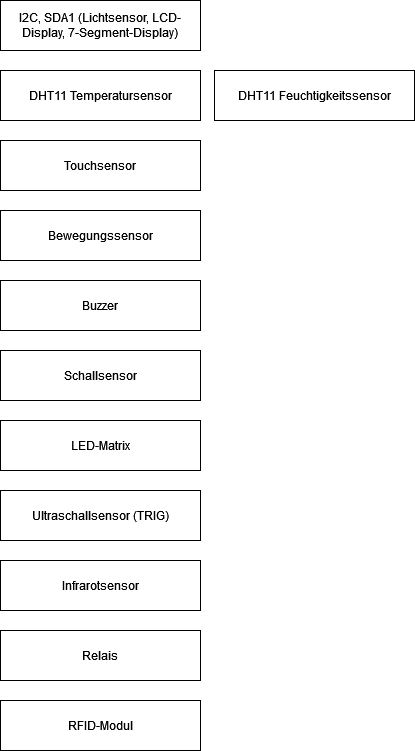 I2C, SDA1 (Lichtsensor, LCD-
Display, 7-Segment-Display)
DHT11 Temperatursensor
DHT11 Feuchtigkeitssensor
Touchsensor
Bewegungssensor
Buzzer
Schallsensor
LED-Matrix
Ultraschallsensor (TRIG)
Infrarotsensor
Relais
RFID-Modul